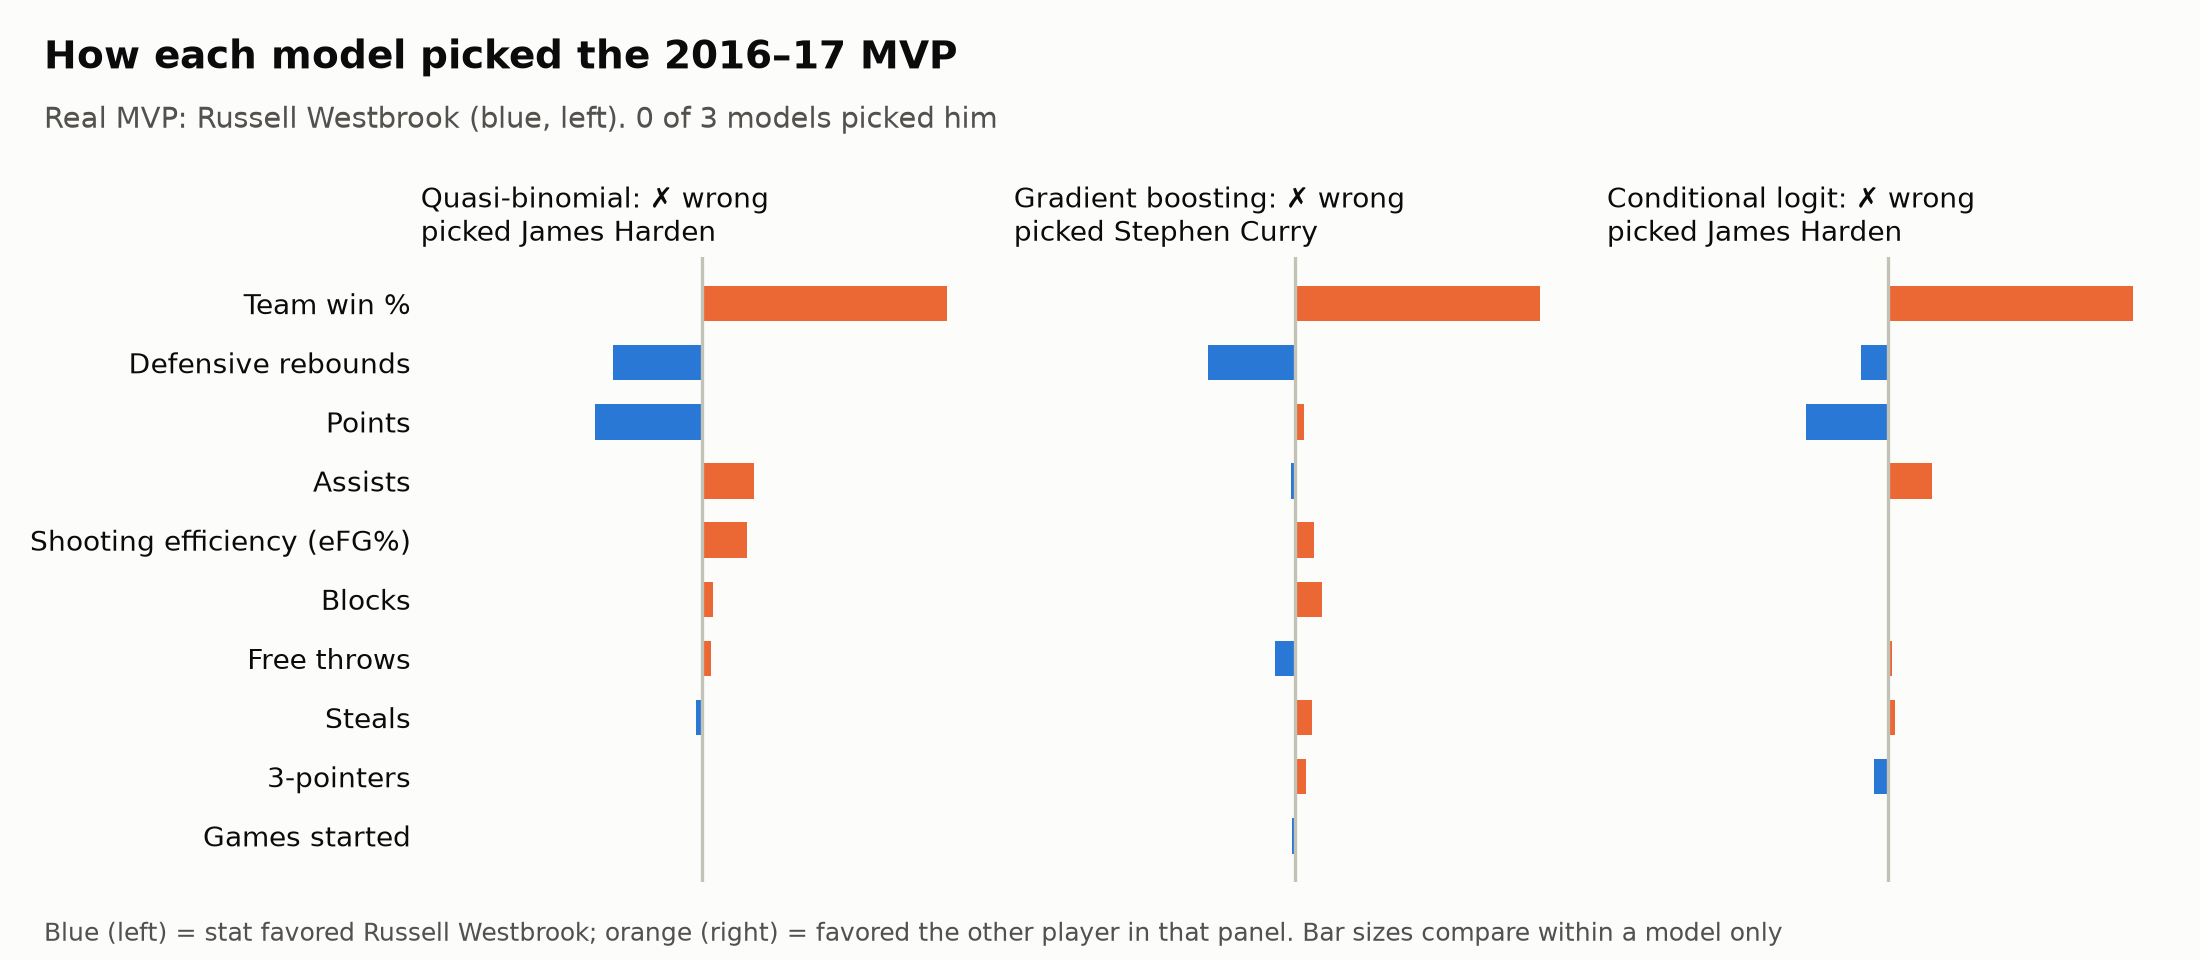 How each model picked the 2016–17 MVP
Real MVP: Russell Westbrook (blue, left). 0 of 3 models picked him
Quasi-binomial: ✗ wrong
picked James Harden
Gradient boosting: ✗ wrong
picked Stephen Curry
Conditional logit: ✗ wrong
picked James Harden
Team win %
Defensive rebounds
Points
Assists
Shooting efficiency (eFG%)
Blocks
Free throws
Steals
3-pointers
Games started
Blue (left) = stat favored Russell Westbrook; orange (right) = favored the other player in that panel. Bar sizes compare within a model only